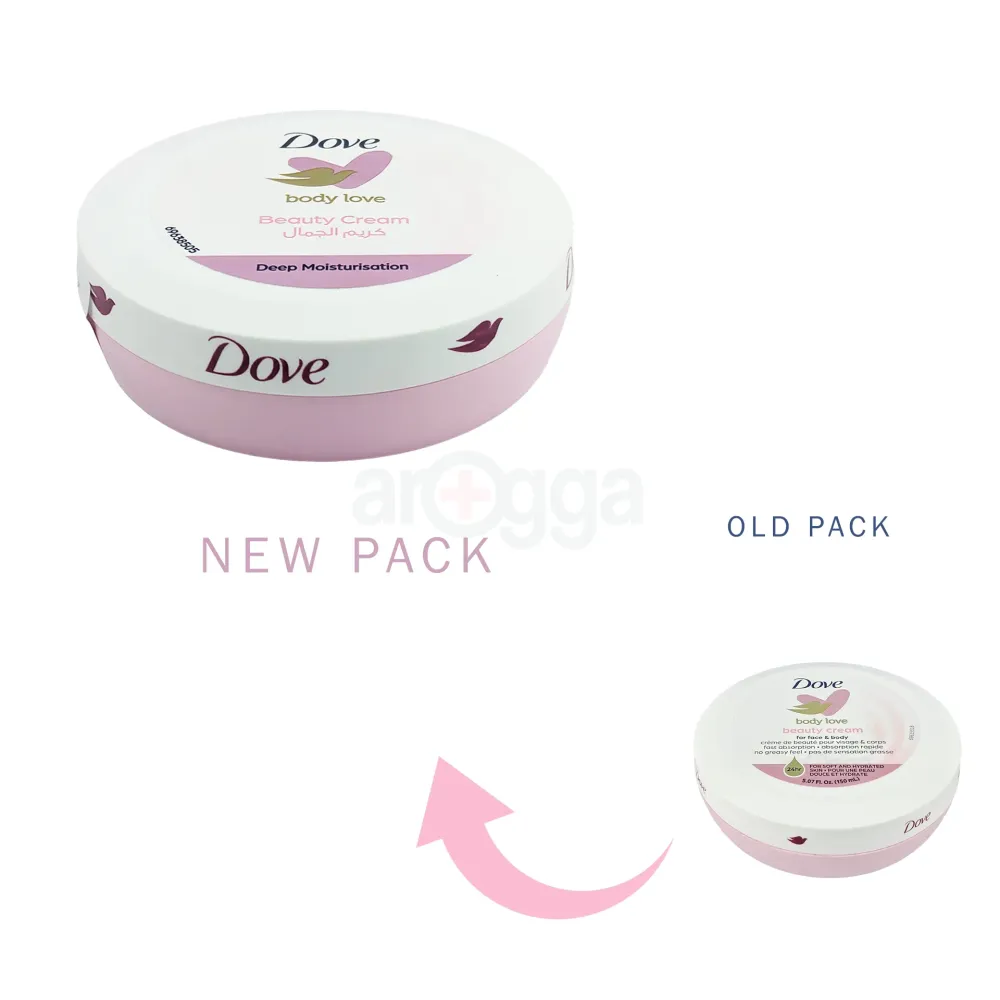 Dove
body love
Beauty Cream
كريم الجمال
69638505
Deep Moisturisation
Dove
arogga
NEW PACK
OLD PACK
Dove
body love
beauty cream
for face & body
crème de beauté pour visage & corps
fast absorption • absorption rapide
no greasy feel • pas de sensation grasse
24H
FOR SOFT AND HYDRATED
SKIN • POUR UNE PEAU
DOUCE ET HYDRATÉE
5.07 FL. Oz. (150 mL)
Dove